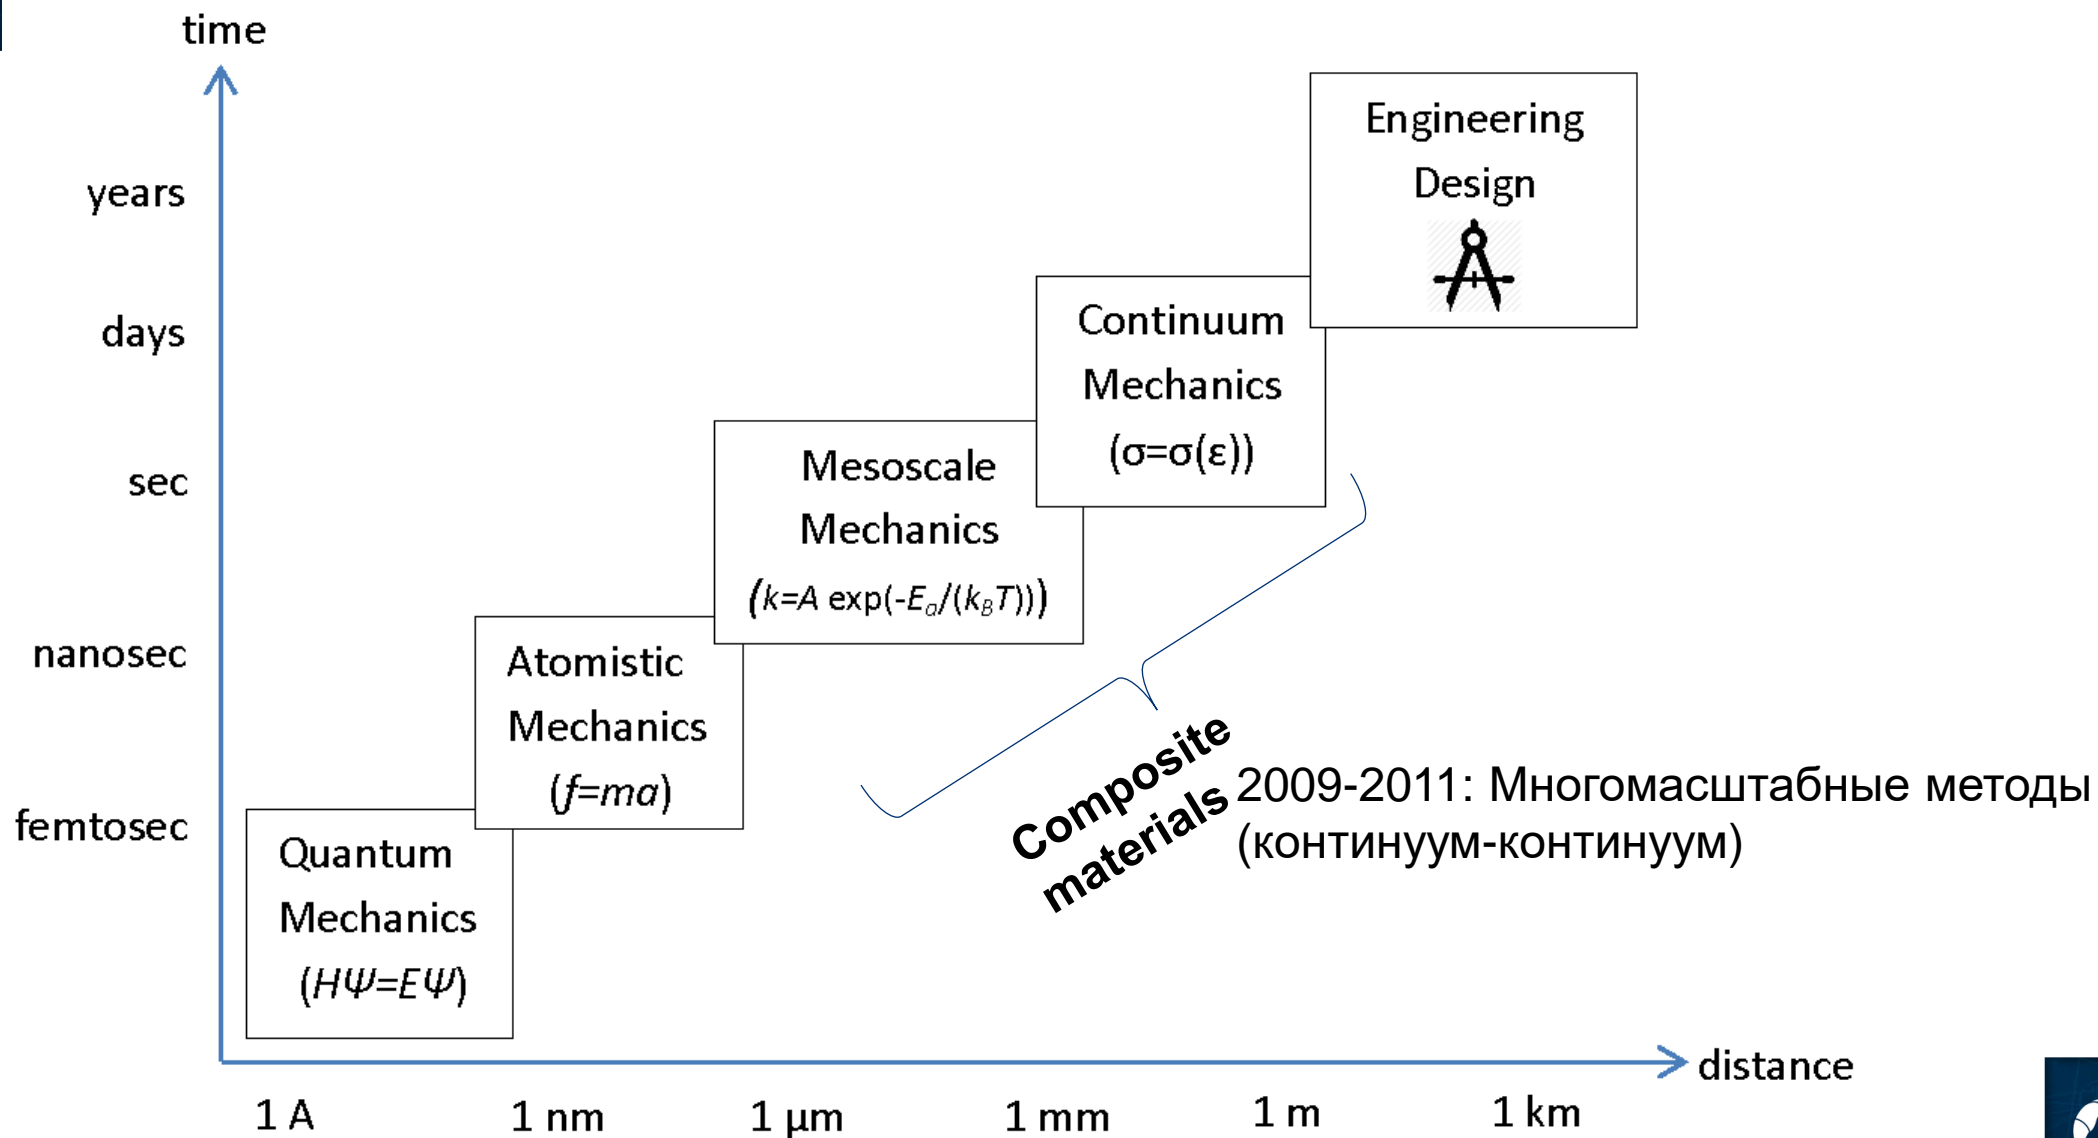 time
years
days
sec
nanosec
femtosec
Engineering
Design
Continuum
Mechanics
(σ=σ(ε))
Mesoscale
Mechanics
(k=A exp(-Eₐ/(k_BT)))
Atomistic
Mechanics
(f=ma)
Quantum
Mechanics
(HΨ=EΨ)
Composite
materials
2009-2011: Многомасштабные методы
(континуум-континуум)
distance
1 A
1 nm
1 μm
1 mm
1 m
1 km